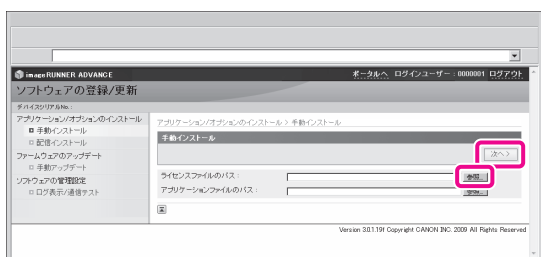 imageRUNNER ADVANCE
ポータルへ ログインユーザー : 0000001 ログアウト
ソフトウェアの登録/更新
デバイスシリアルNo. :
アプリケーション/オプションのインストール
手動インストール
配信インストール
ファームウェアのアップデート
手動アップデート
ソフトウェアの管理設定
ログ表示/通信テスト
アプリケーション/オプションのインストール > 手動インストール
手動インストール
次へ >
ライセンスファイルのパス :
参照...
アプリケーションファイルのパス :
参照...
Version 3.0.1.19f Copyright CANON INC. 2009 All Rights Reserved